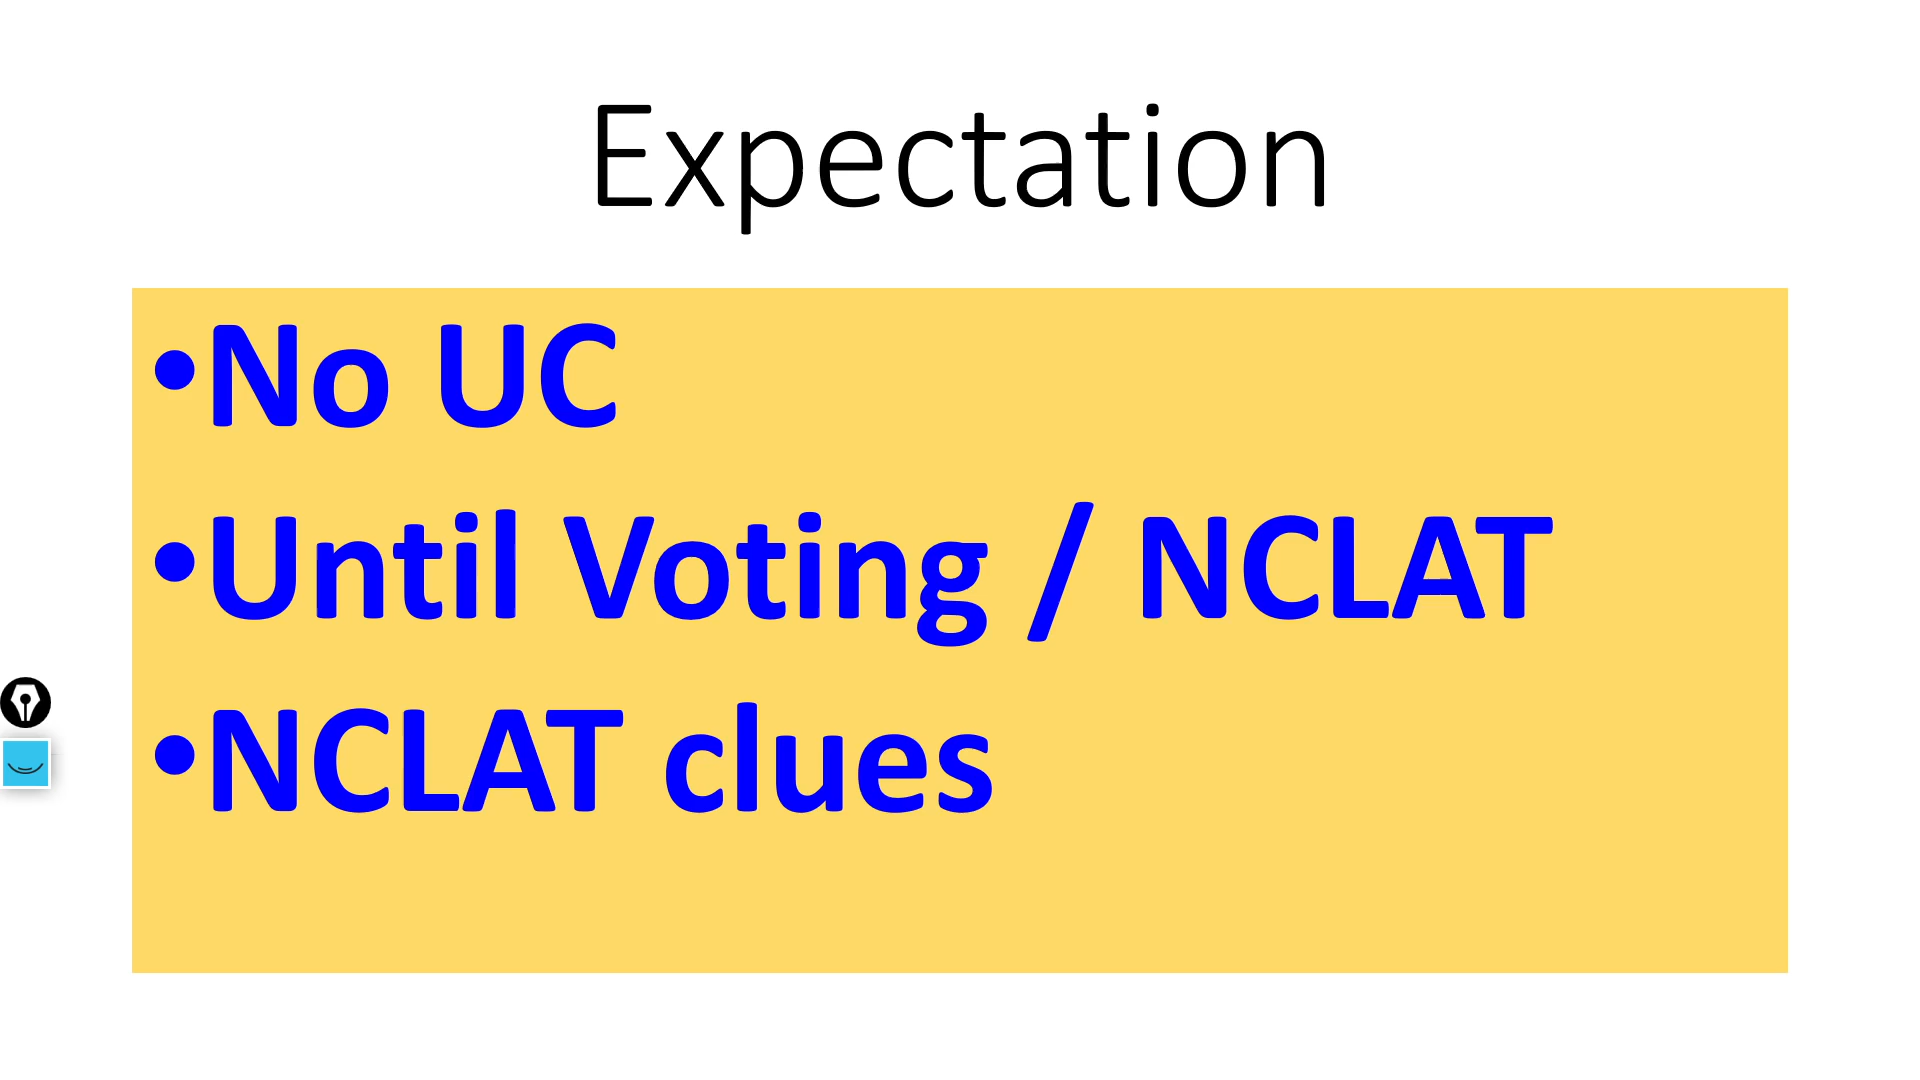 Expectation
•No UC
•Until Voting / NCLAT
•NCLAT clues